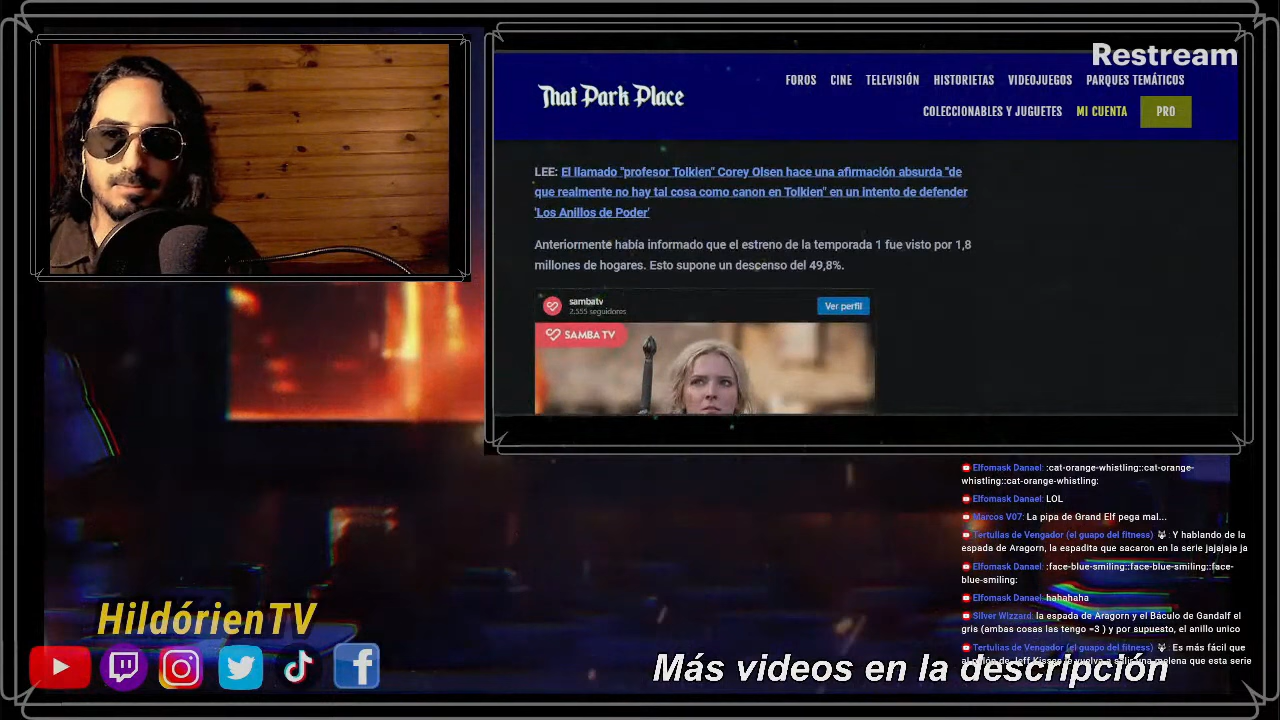 Restream
That Park Place
FOROS CINE TELEVISIÓN HISTORIETAS VIDEOJUEGOS PARQUES TEMÁTICOS
COLECCIONABLES Y JUGUETES MI CUENTA PRO
LEE: El llamado "profesor Tolkien" Corey Olsen hace una afirmación absurda "de
que realmente no hay tal cosa como canon en Tolkien" en un intento de defender
'Los Anillos de Poder'
Anteriormente había informado que el estreno de la temporada 1 fue visto por 1,8
millones de hogares. Esto supone un descenso del 49,8%.
sambatv
2.555 seguidores
Ver perfil
SAMBA TV
Elfomask Danael: :cat-orange-whistling::cat-orange-
whistling::cat-orange-whistling:
Elfomask Danael: LOL
Marcos V07: La pipa de Grand Elf pega mal...
Tertulias de Vengador (el guapo del fitness) : Y hablando de la
espada de Aragorn, la espadita que sacaron en la serie jajajaja ja
Elfomask Danael: :face-blue-smiling::face-blue-smiling::face-
blue-smiling:
Elfomask Danael: hahahaha
Silver Wizzard: la espada de Aragorn y el Báculo de Gandalf el
gris (ambas cosas las tengo =3 ) y por supuesto, el anillo unico
Tertulias de Vengador (el guapo del fitness) : Es más fácil que
melena que esta serie
HildórienTV
Más videos en la descripción